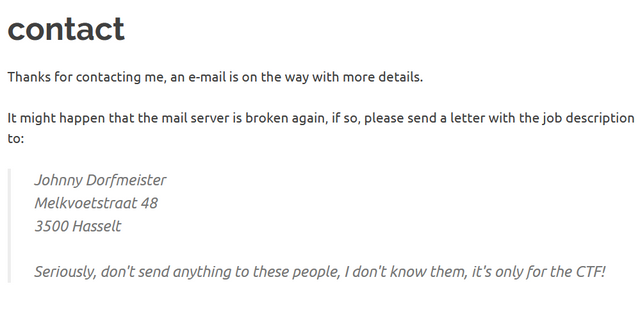 contact
Thanks for contacting me, an e-mail is on the way with more details.
It might happen that the mail server is broken again, if so, please send a letter with the job description
to:
Johnny Dorfmeister
Melkvoetstraat 48
3500 Hasselt
Seriously, don't send anything to these people, I don't know them, it's only for the CTF!